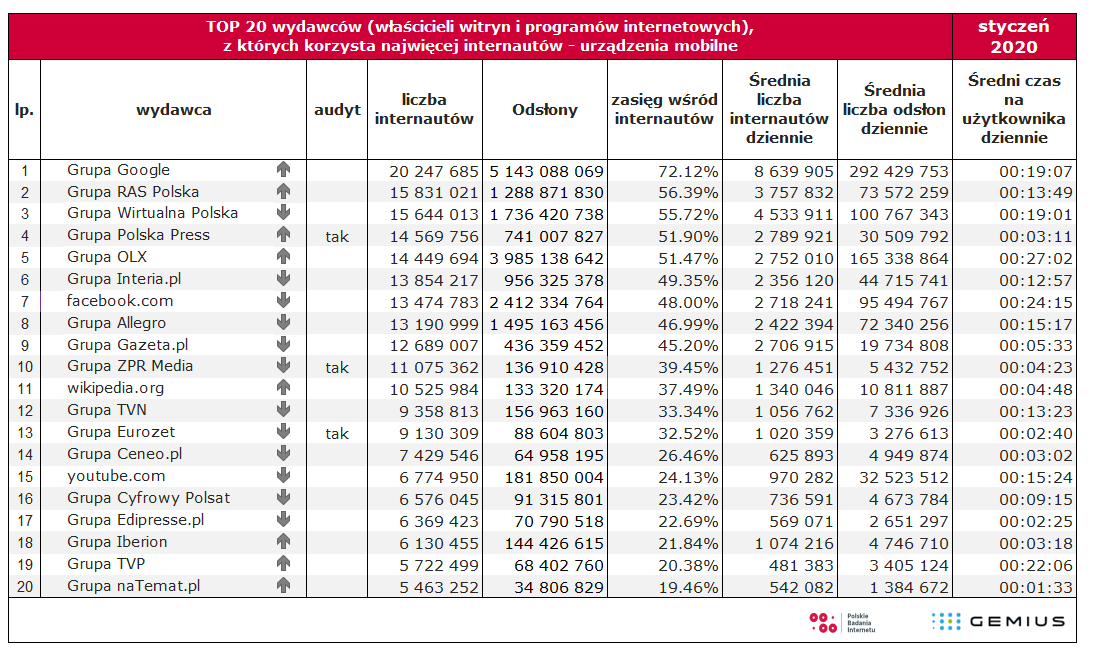 TOP 20 wydawców (właścicieli witryn i programów internetowych),
z których korzysta najwięcej internautów - urządzenia mobilne
styczeń
2020
lp. wydawca audyt liczba internautów Odsłony zasięg wśród internautów Średnia liczba internautów dziennie Średnia liczba odsłon dziennie Średni czas na użytkownika dziennie
1 Grupa Google 20 247 685 5 143 088 069 72.12% 8 639 905 292 429 753 00:19:07
2 Grupa RAS Polska 15 831 021 1 288 871 830 56.39% 3 757 832 73 572 259 00:13:49
3 Grupa Wirtualna Polska 15 644 013 1 736 420 738 55.72% 4 533 911 100 767 343 00:19:01
4 Grupa Polska Press tak 14 569 756 741 007 827 51.90% 2 789 921 30 509 792 00:03:11
5 Grupa OLX 14 449 694 3 985 138 642 51.47% 2 752 010 165 338 864 00:27:02
6 Grupa Interia.pl 13 854 217 956 325 378 49.35% 2 356 120 44 715 741 00:12:57
7 facebook.com 13 474 783 2 412 334 764 48.00% 2 718 241 95 494 767 00:24:15
8 Grupa Allegro 13 190 999 1 495 163 456 46.99% 2 422 394 72 340 256 00:15:17
9 Grupa Gazeta.pl 12 689 007 436 359 452 45.20% 2 706 915 19 734 808 00:05:33
10 Grupa ZPR Media tak 11 075 362 136 910 428 39.45% 1 276 451 5 432 752 00:04:23
11 wikipedia.org 10 525 984 133 320 174 37.49% 1 340 046 10 811 887 00:04:48
12 Grupa TVN 9 358 813 156 963 160 33.34% 1 056 762 7 336 926 00:13:23
13 Grupa Eurozet tak 9 130 309 88 604 803 32.52% 1 020 359 3 276 613 00:02:40
14 Grupa Ceneo.pl 7 429 546 64 958 195 26.46% 625 893 4 949 874 00:03:02
15 youtube.com 6 774 950 181 850 004 24.13% 970 282 32 523 512 00:15:24
16 Grupa Cyfrowy Polsat 6 576 045 91 315 801 23.42% 736 591 4 673 784 00:09:15
17 Grupa Edipresse.pl 6 369 423 70 790 518 22.69% 569 071 2 651 297 00:02:25
18 Grupa Iberion 6 130 455 144 426 615 21.84% 1 074 216 4 746 710 00:03:18
19 Grupa TVP 5 722 499 68 402 760 20.38% 481 383 3 405 124 00:22:06
20 Grupa naTemat.pl 5 463 252 34 806 829 19.46% 542 082 1 384 672 00:01:33
Polskie
Badania
Internetu
GEMIUS